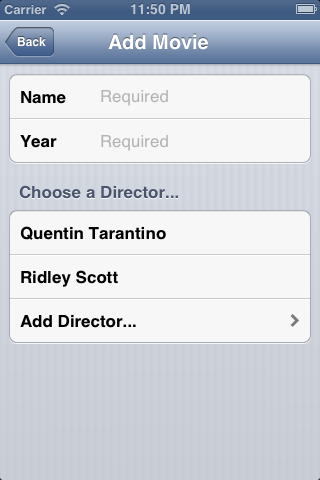 Carrier 11:50 PM
Back Add Movie
Name Required
Year Required
Choose a Director...
Quentin Tarantino
Ridley Scott
Add Director...